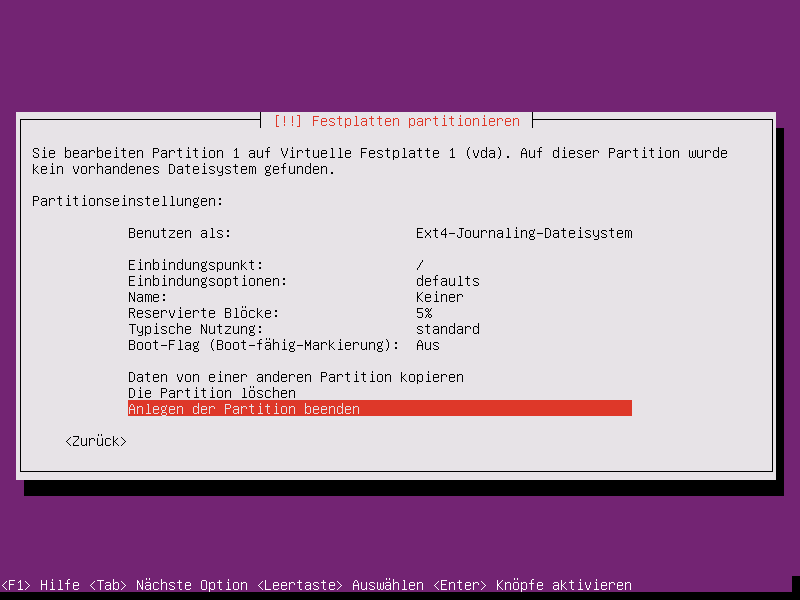 [!!] Festplatten partitionieren
Sie bearbeiten Partition 1 auf Virtuelle Festplatte 1 (vda). Auf dieser Partition wurde
kein vorhandenes Dateisystem gefunden.
Partitionseinstellungen:
Benutzen als: Ext4-Journaling-Dateisystem
Einbindungspunkt: /
Einbindungsoptionen: defaults
Name: Keiner
Reservierte Blöcke: 5%
Typische Nutzung: standard
Boot-Flag (Boot-fähig-Markierung): Aus
Daten von einer anderen Partition kopieren
Die Partition löschen
Anlegen der Partition beenden
<Zurück>
<F1> Hilfe <Tab> Nächste Option <Leertaste> Auswählen <Enter> Knöpfe aktivieren